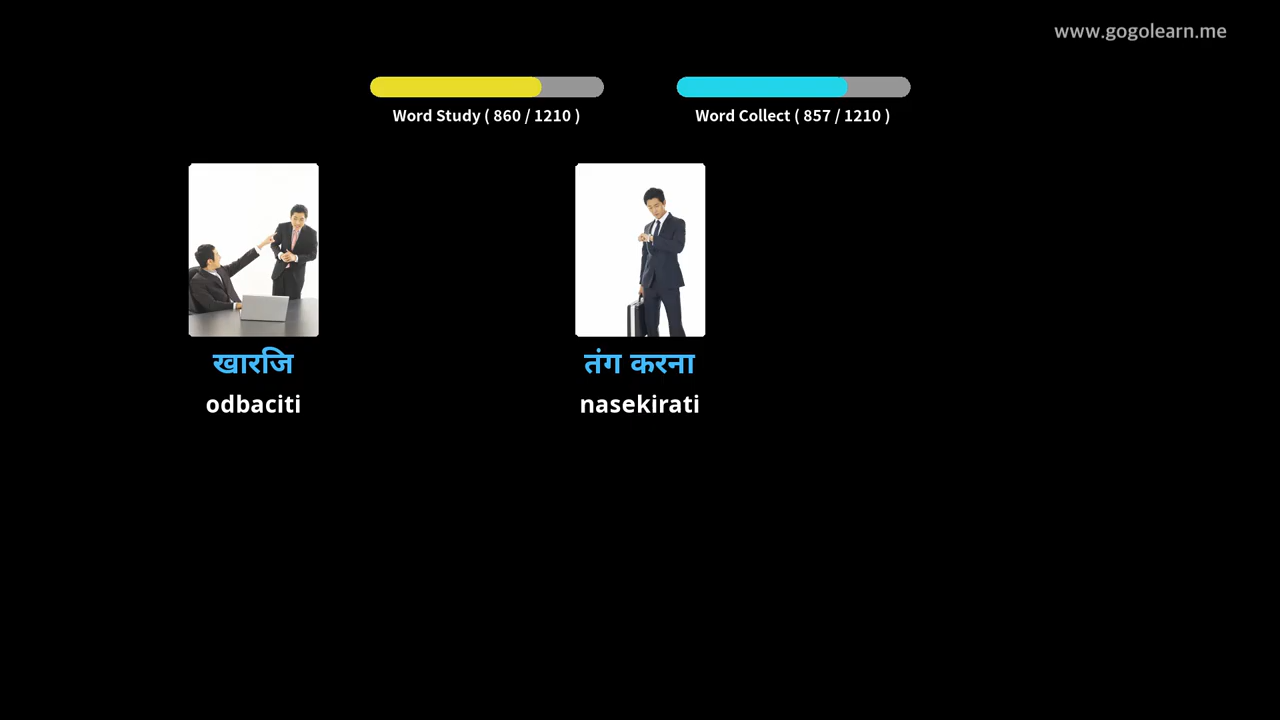 www.gogolearn.me
Word Study ( 860 / 1210 )
Word Collect ( 857 / 1210 )
खारजि
तंग करना
odbaciti
nasekirati